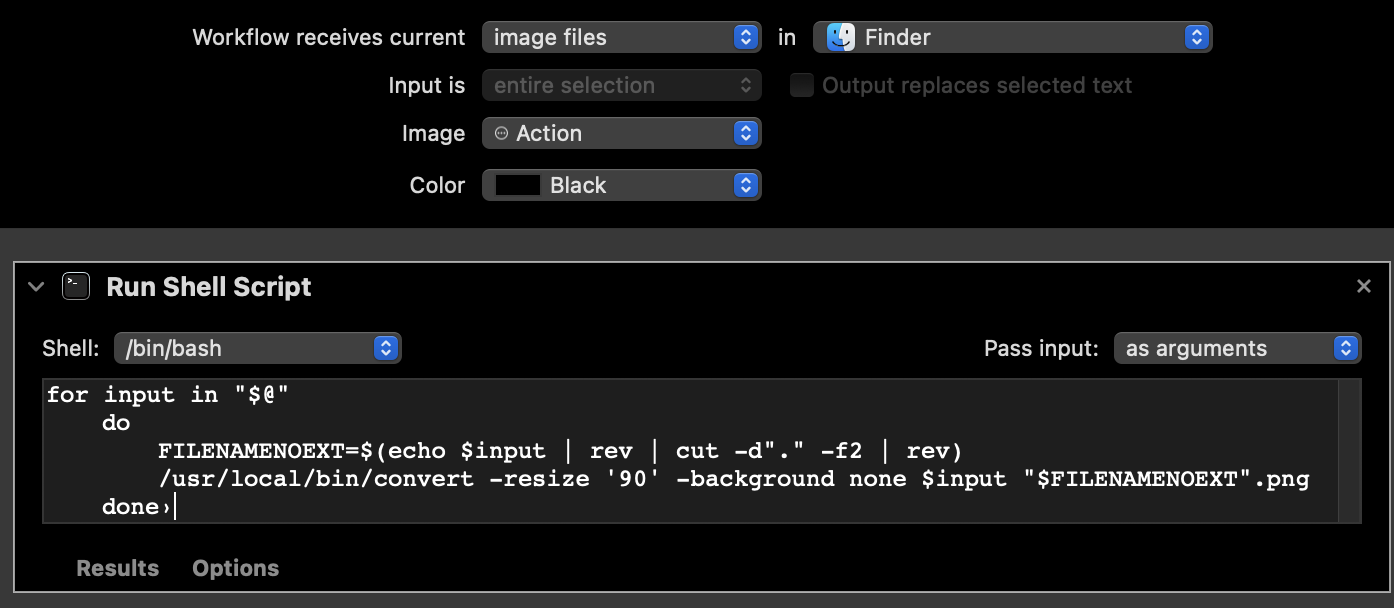 Workflow receives current image files in Finder
Input is entire selection Output replaces selected text
Image Action
Color Black
Run Shell Script
Shell: /bin/bash Pass input: as arguments
for input in "$@"
do
FILENAMENOEXT=$(echo $input | rev | cut -d"." -f2 | rev)
/usr/local/bin/convert -resize '90' -background none $input "$FILENAMENOEXT".png
done›
Results Options